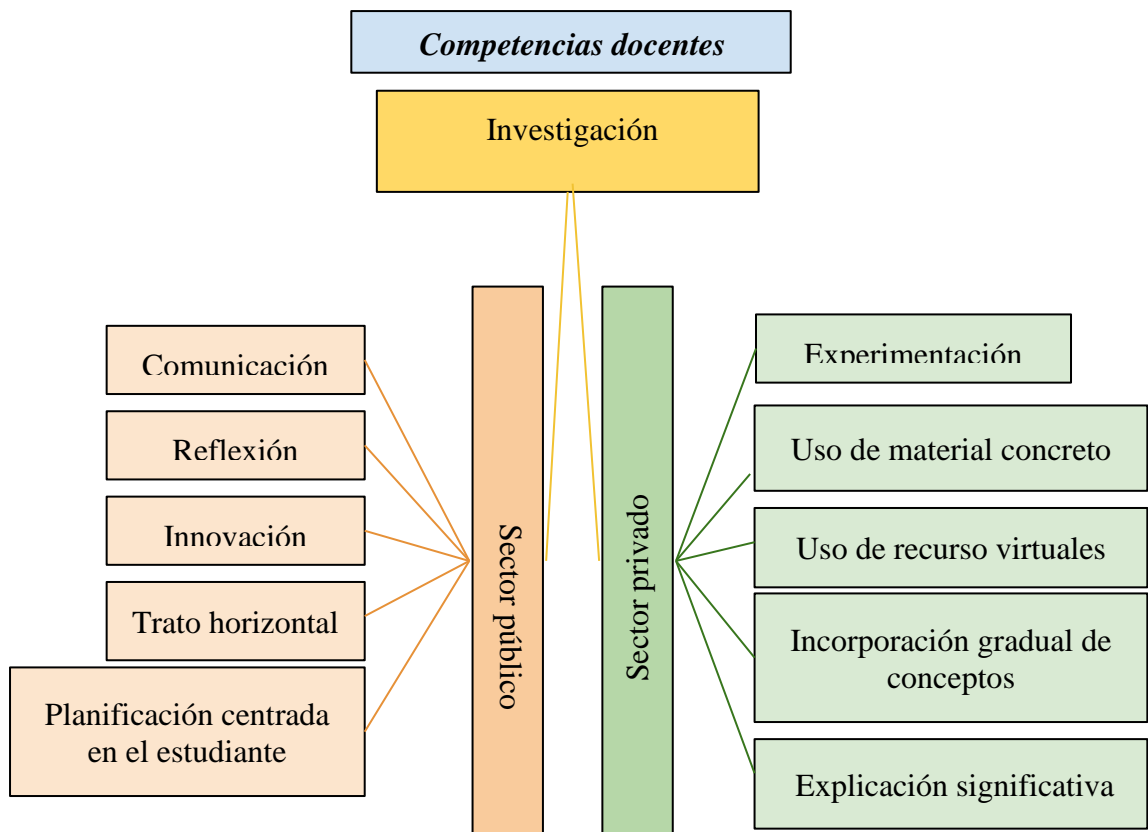 Competencias docentes
Investigación
Sector público
Comunicación
Reflexión
Innovación
Trato horizontal
Planificación centrada
en el estudiante
Sector privado
Experimentación
Uso de material concreto
Uso de recurso virtuales
Incorporación gradual de
conceptos
Explicación significativa